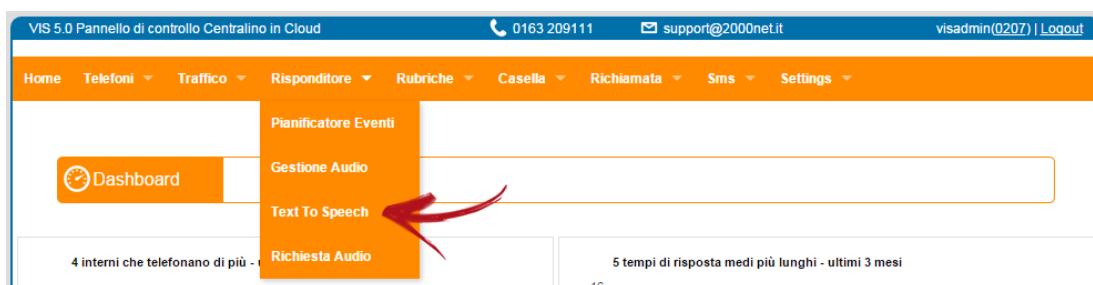 VIS 5.0 Pannello di controllo Centralino in Cloud 0163 209111 support@2000net.it visadmin(0207) | Logout
Home Telefoni Traffico Risponditore Rubriche Casella Richiamata Sms Settings
Pianificatore Eventi
Gestione Audio
Dashboard
Text To Speech
Richiesta Audio
4 interni che telefonano di più - 5 tempi di risposta medi più lunghi - ultimi 3 mesi